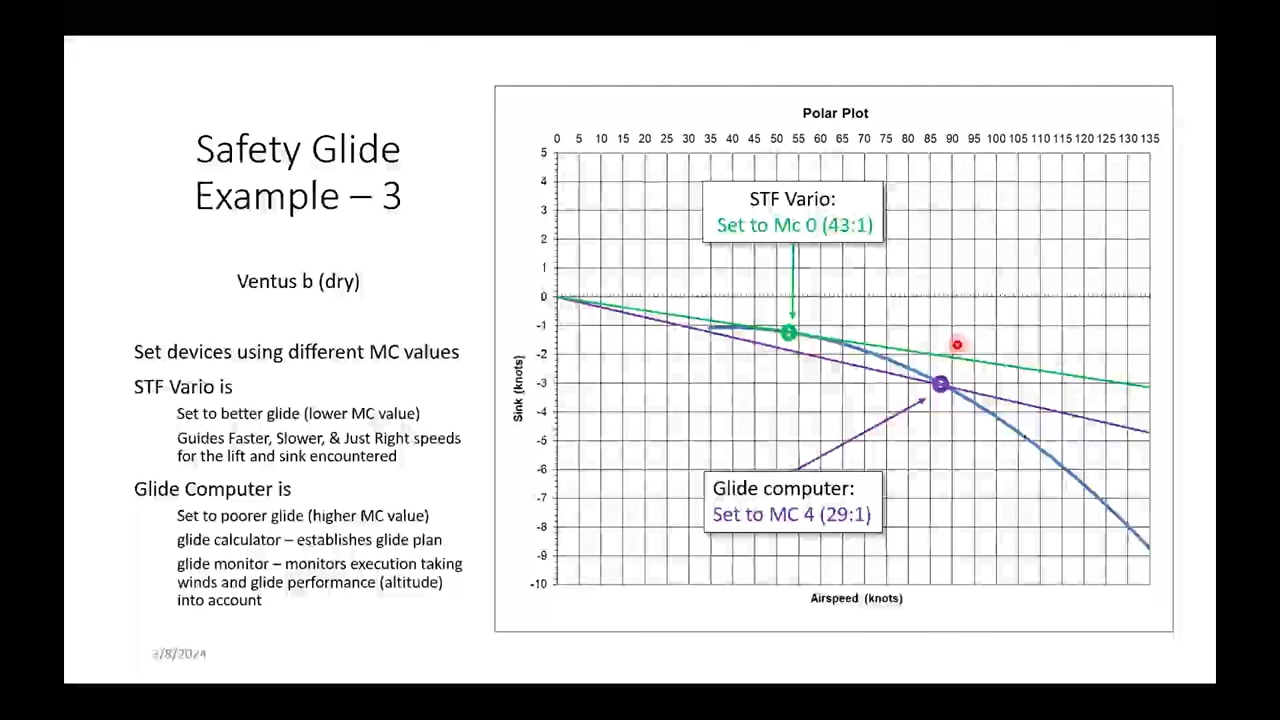 Safety Glide
Example – 3
Ventus b (dry)
Set devices using different MC values
STF Vario is
Set to better glide (lower MC value)
Guides Faster, Slower, & Just Right speeds
for the lift and sink encountered
Glide Computer is
Set to poorer glide (higher MC value)
glide calculator – establishes glide plan
glide monitor – monitors execution taking
winds and glide performance (altitude)
into account
3/8/2024
Polar Plot
0 5 10 15 20 25 30 35 40 45 50 55 60 65 70 75 80 85 90 95 100 105 110 115 120 125 130 135
5
4
3
2
1
0
-1
-2
-3
-4
-5
-6
-7
-8
-9
-10
Sink (knots)
STF Vario:
Set to Mc 0 (43:1)
Glide computer:
Set to MC 4 (29:1)
Airspeed (knots)